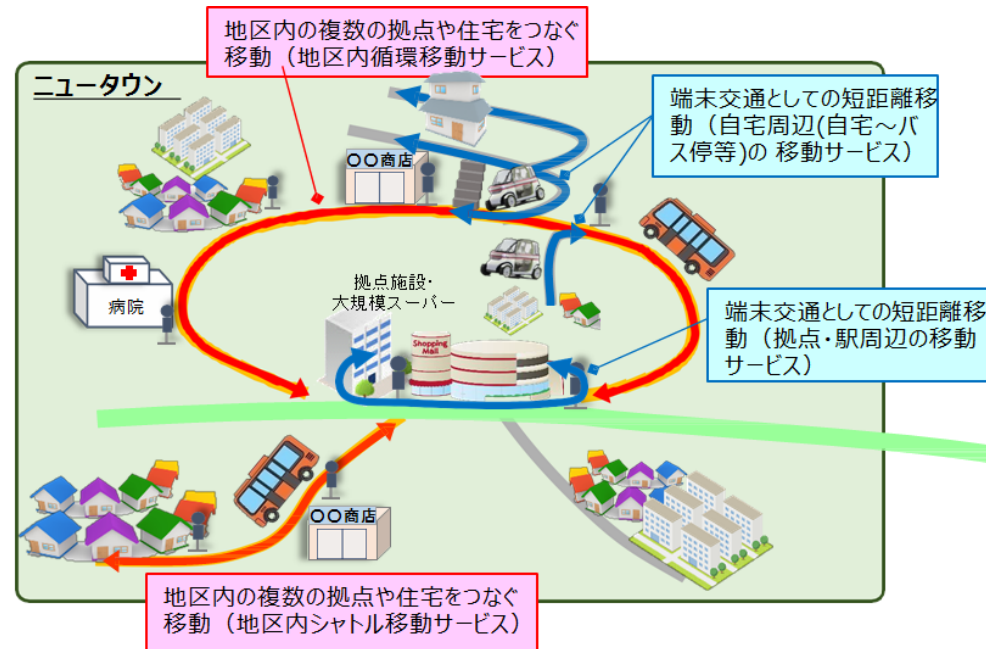 地区内の複数の拠点や住宅をつなぐ
移動（地区内循環移動サービス）
ニュータウン
端末交通としての短距離移
動（自宅周辺(自宅～バ
ス停等)の 移動サービス）
〇〇商店
病院
拠点施設・
大規模スーパー
Shopping
Mall
端末交通としての短距離移
動（拠点・駅周辺の移動
サービス）
〇〇商店
地区内の複数の拠点や住宅をつなぐ
移動（地区内シャトル移動サービス）